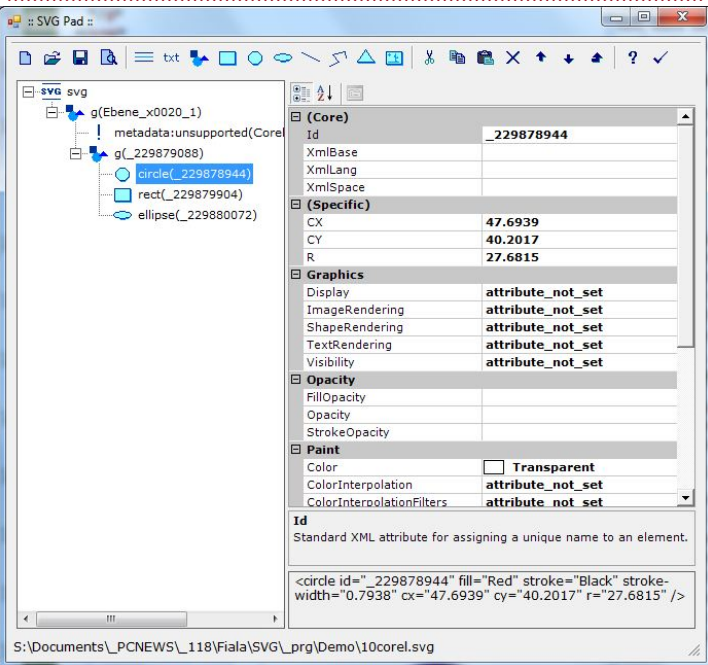 :: SVG Pad ::
txt
svg svg
g(Ebene_x0020_1)
metadata:unsupported(Corel
g(_229879088)
circle(_229878944)
rect(_229879904)
ellipse(_229880072)
(Core)
Id _229878944
XmlBase
XmlLang
XmlSpace
(Specific)
CX 47.6939
CY 40.2017
R 27.6815
Graphics
Display attribute_not_set
ImageRendering attribute_not_set
ShapeRendering attribute_not_set
TextRendering attribute_not_set
Visibility attribute_not_set
Opacity
FillOpacity
Opacity
StrokeOpacity
Paint
Color Transparent
ColorInterpolation attribute_not_set
ColorInterpolationFilters attribute_not_set
Id
Standard XML attribute for assigning a unique name to an element.
<circle id="_229878944" fill="Red" stroke="Black" stroke-
width="0.7938" cx="47.6939" cy="40.2017" r="27.6815" />
S:\Documents\_PCNEWS\_118\Fiala\SVG\_prg\Demo\10corel.svg